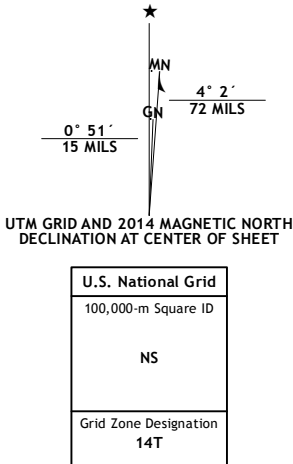 ★
MN
4° 2´
GN
72 MILS
0° 51´
15 MILS
UTM GRID AND 2014 MAGNETIC NORTH
DECLINATION AT CENTER OF SHEET
U.S. National Grid
100,000-m Square ID
NS
Grid Zone Designation
14T